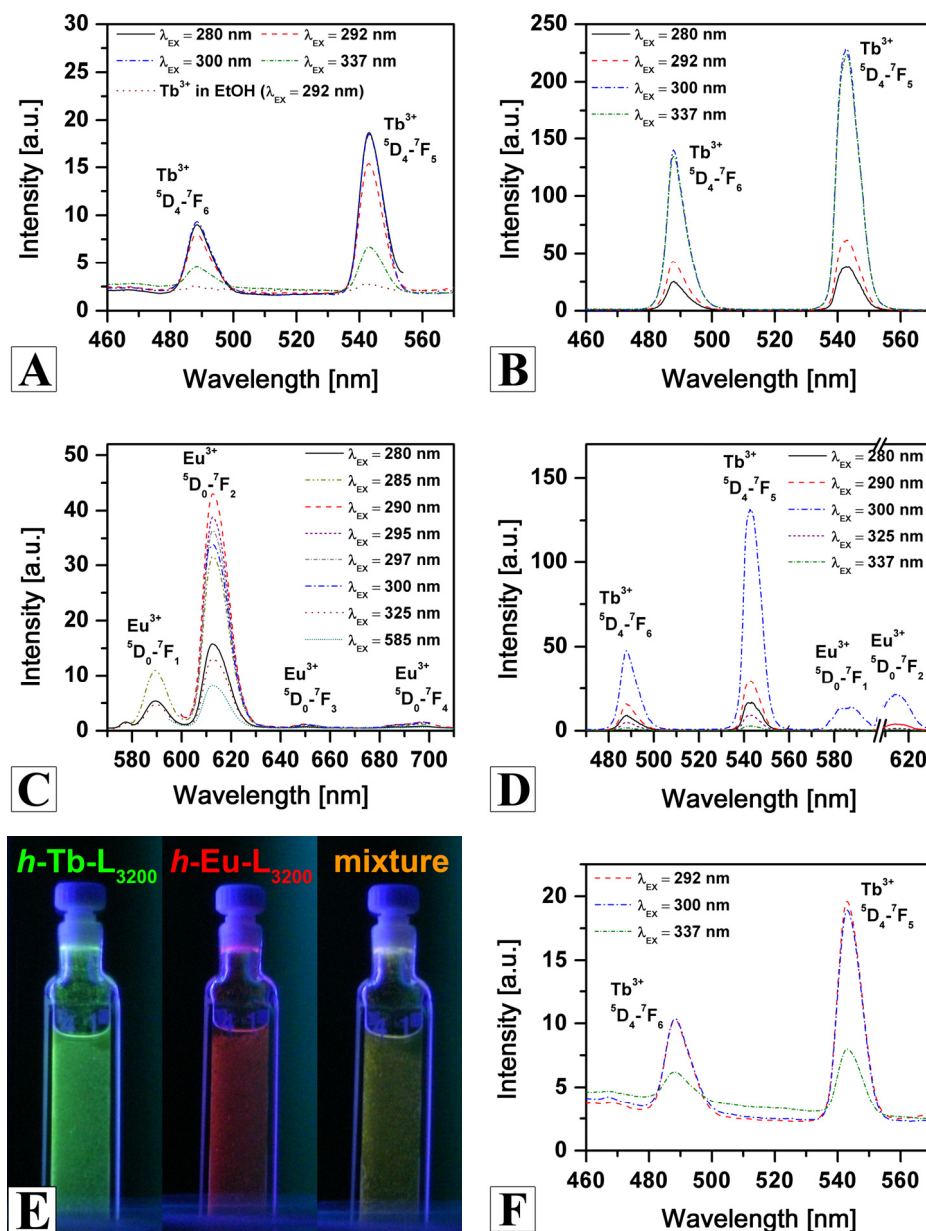 30
25
20
15
10
5
0
Intensity [a.u.]
λEX = 280 nm
λEX = 292 nm
λEX = 300 nm
λEX = 337 nm
Tb3+ in EtOH (λEX = 292 nm)
Tb3+
5D4-7F6
Tb3+
5D4-7F5
460 480 500 520 540 560
Wavelength [nm]
A
250
200
150
100
50
0
Intensity [a.u.]
λEX = 280 nm
λEX = 292 nm
λEX = 300 nm
λEX = 337 nm
Tb3+
5D4-7F6
Tb3+
5D4-7F5
460 480 500 520 540 560
Wavelength [nm]
B
50
40
30
20
10
0
Intensity [a.u.]
λEX = 280 nm
λEX = 285 nm
λEX = 290 nm
λEX = 295 nm
λEX = 297 nm
λEX = 300 nm
λEX = 325 nm
λEX = 585 nm
Eu3+
5D0-7F1
Eu3+
5D0-7F2
Eu3+
5D0-7F3
Eu3+
5D0-7F4
580 600 620 640 660 680 700
Wavelength [nm]
C
150
100
50
0
Intensity [a.u.]
λEX = 280 nm
λEX = 290 nm
λEX = 300 nm
λEX = 325 nm
λEX = 337 nm
Tb3+
5D4-7F6
Tb3+
5D4-7F5
Eu3+
5D0-7F1
Eu3+
5D0-7F2
480 500 520 540 560 580 620
Wavelength [nm]
D
h-Tb-L3200
h-Eu-L3200
mixture
E
20
15
10
5
0
Intensity [a.u.]
λEX = 292 nm
λEX = 300 nm
λEX = 337 nm
Tb3+
5D4-7F6
Tb3+
5D4-7F5
460 480 500 520 540 560
Wavelength [nm]
F